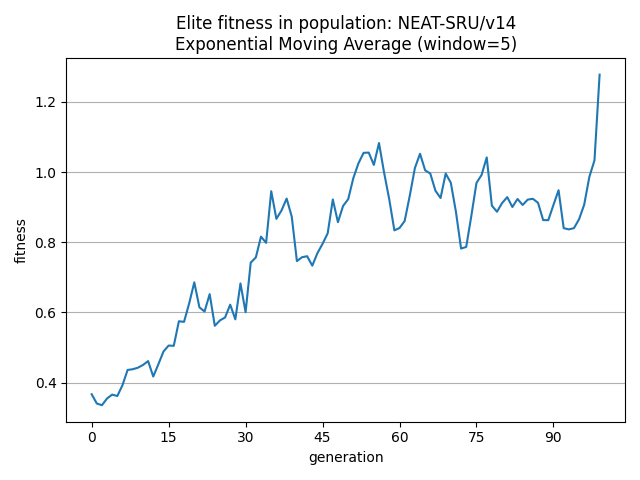 Elite fitness in population: NEAT-SRU/v14
Exponential Moving Average (window=5)
fitness
1.2
1.0
0.8
0.6
0.4
0 15 30 45 60 75 90
generation